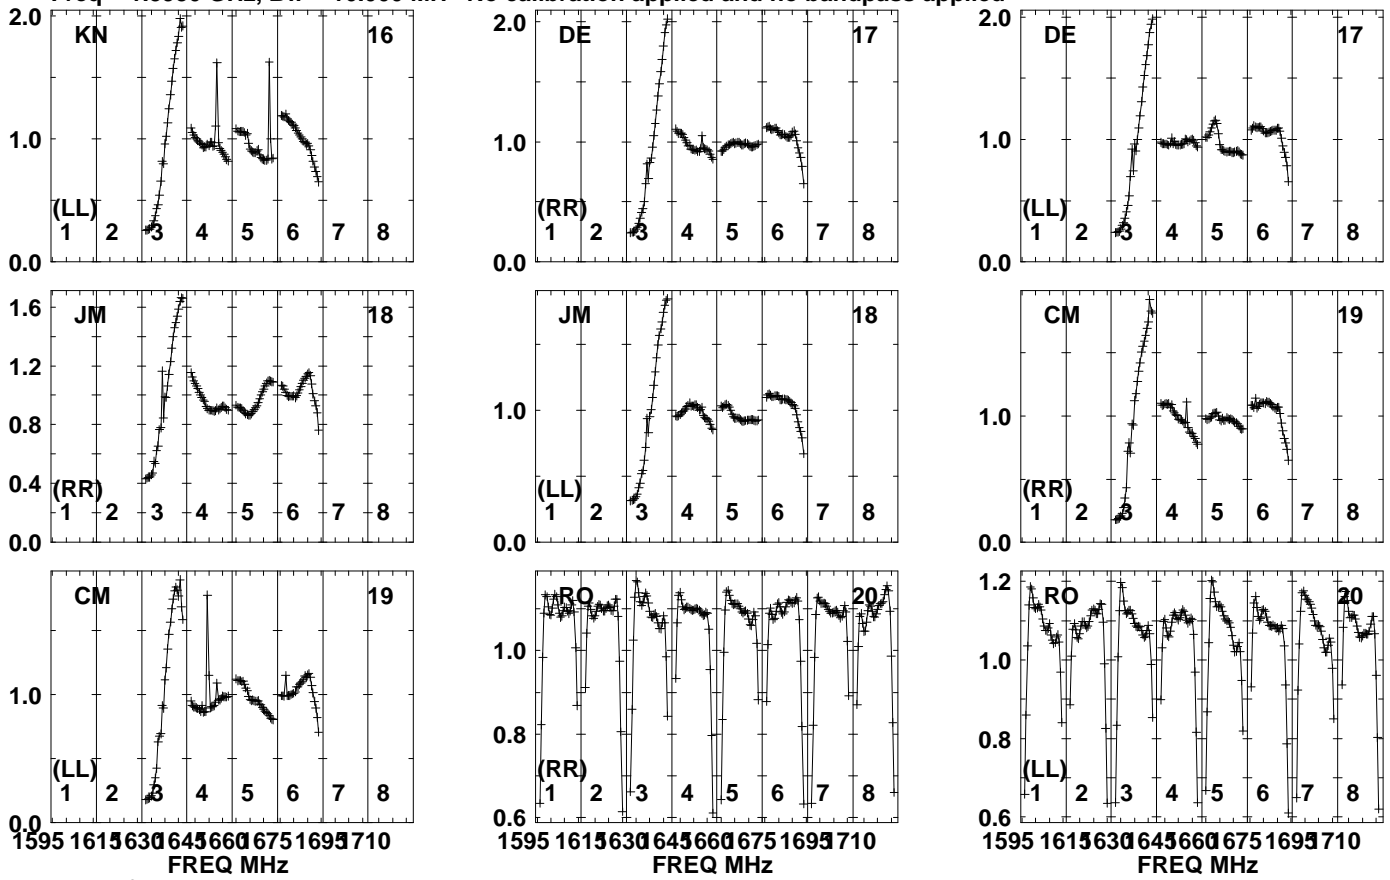 No calibration applied and no bandpass applied
2.0 KN 16 2.0 DE 17 2.0 DE 17
1.0 1.0 1.0
(LL) (RR) (LL)
1 2 3 4 5 6 7 8 1 2 3 4 5 6 7 8 1 2 3 4 5 6 7 8
0.0 0.0 0.0
1.6 JM 18 JM 18 CM 19
1.2
1.0 1.0
0.8
0.4 (RR) (LL) (RR)
1 2 3 4 5 6 7 8 1 2 3 4 5 6 7 8 1 2 3 4 5 6 7 8
0.0 0.0 0.0
CM 19 RO 20 1.2 RO 20
1.0 1.0 1.0
0.8 0.8
(LL) (RR) (LL)
1 2 3 4 5 6 7 8 1 2 3 4 5 6 7 8 1 2 3 4 5 6 7 8
0.0 0.6 0.6
1595 1615 1630 1645 1660 1675 1695 1710 1595 1615 1630 1645 1660 1675 1695 1710 1595 1615 1630 1645 1660 1675 1695 1710
FREQ MHz FREQ MHz FREQ MHz